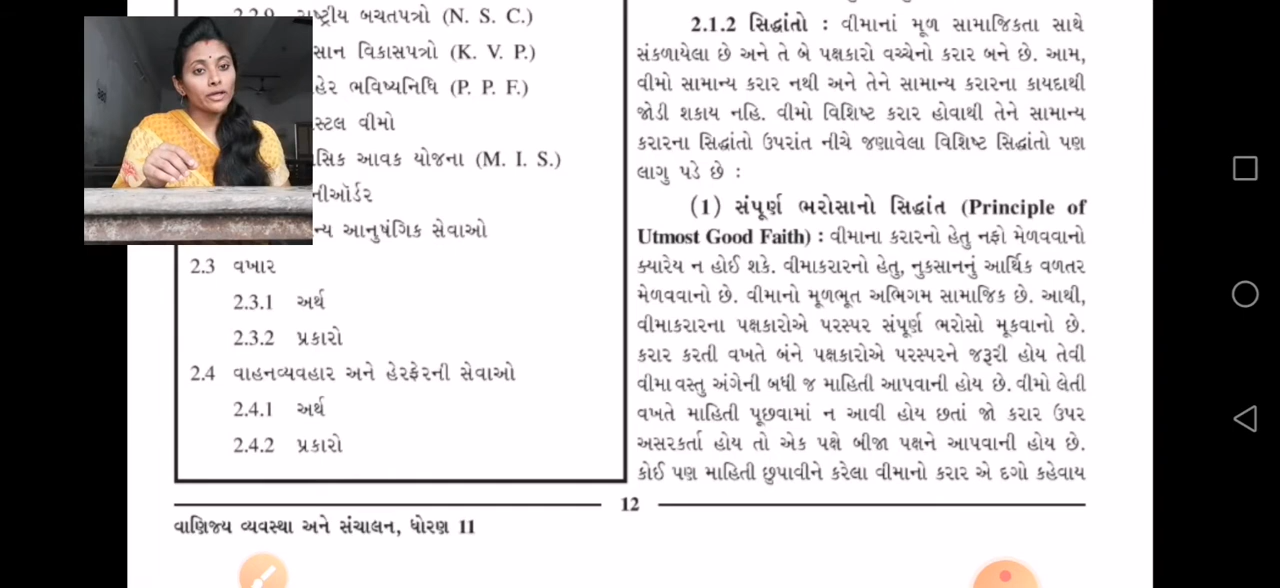 2.2.9 રાષ્ટ્રીય બચતપત્રો (N. S. C.)
સાન વિકાસપત્રો (K. V. P.)
હેર ભવિષ્યનિધિ (P. P. F.)
સ્ટલ વીમો
સિક આવક યોજના (M. I. S.)
નીઑર્ડર
ન્ય આનુષંગિક સેવાઓ
2.3 વખાર
2.3.1 અર્થ
2.3.2 પ્રકારો
2.4 વાહનવ્યવહાર અને હેરફેરની સેવાઓ
2.4.1 અર્થ
2.4.2 પ્રકારો
2.1.2 સિદ્ધાંતો : વીમાનાં મૂળ સામાજિકતા સાથે
સંકળાયેલા છે અને તે બે પક્ષકારો વચ્ચેનો કરાર બને છે. આમ,
વીમો સામાન્ય કરાર નથી અને તેને સામાન્ય કરારના કાયદાથી
જોડી શકાય નહિ. વીમો વિશિષ્ટ કરાર હોવાથી તેને સામાન્ય
કરારના સિદ્ધાંતો ઉપરાંત નીચે જણાવેલા વિશિષ્ટ સિદ્ધાંતો પણ
લાગુ પડે છે :
(1) સંપૂર્ણ ભરોસાનો સિદ્ધાંત (Principle of
Utmost Good Faith) : વીમાના કરારનો હેતુ નફો મેળવવાનો
ક્યારેય ન હોઈ શકે. વીમાકરારનો હેતુ, નુકસાનનું આર્થિક વળતર
મેળવવાનો છે. વીમાનો મૂળભૂત અભિગમ સામાજિક છે. આથી,
વીમાકરારના પક્ષકારોએ પરસ્પર સંપૂર્ણ ભરોસો મૂકવાનો છે.
કરાર કરતી વખતે બંને પક્ષકારોએ પરસ્પરને જરૂરી હોય તેવી
વીમા વસ્તુ અંગેની બધી જ માહિતી આપવાની હોય છે. વીમો લેતી
વખતે માહિતી પૂછવામાં ન આવી હોય છતાં જો કરાર ઉપર
અસરકર્તા હોય તો એક પક્ષે બીજા પક્ષને આપવાની હોય છે.
કોઈ પણ માહિતી છુપાવીને કરેલા વીમાનો કરાર એ દગો કહેવાય
12
વાણિજ્ય વ્યવસ્થા અને સંચાલન, ધોરણ 11